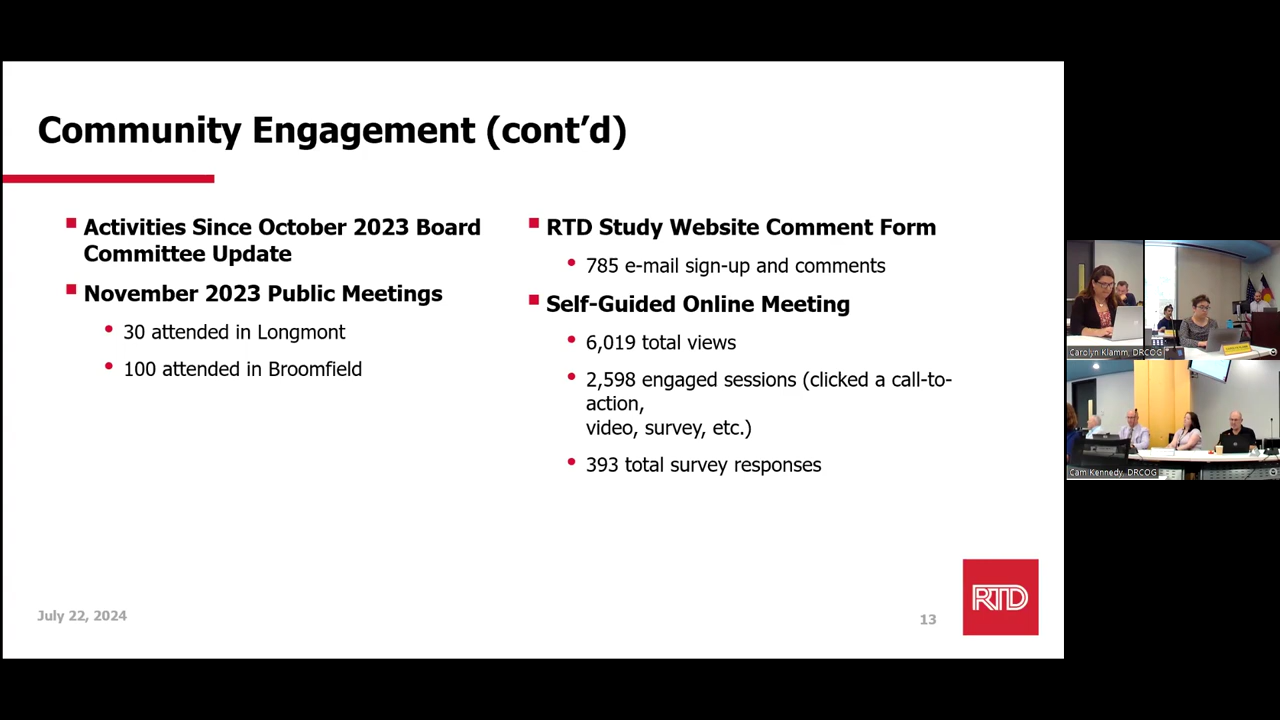 Community Engagement (cont’d)
Activities Since October 2023 Board
Committee Update
November 2023 Public Meetings
30 attended in Longmont
100 attended in Broomfield
RTD Study Website Comment Form
785 e-mail sign-up and comments
Self-Guided Online Meeting
6,019 total views
2,598 engaged sessions (clicked a call-to-
action,
video, survey, etc.)
393 total survey responses
July 22, 2024
13
RTD
Carolyn Klamm, DRCOG
Cam Kennedy, DRCOG